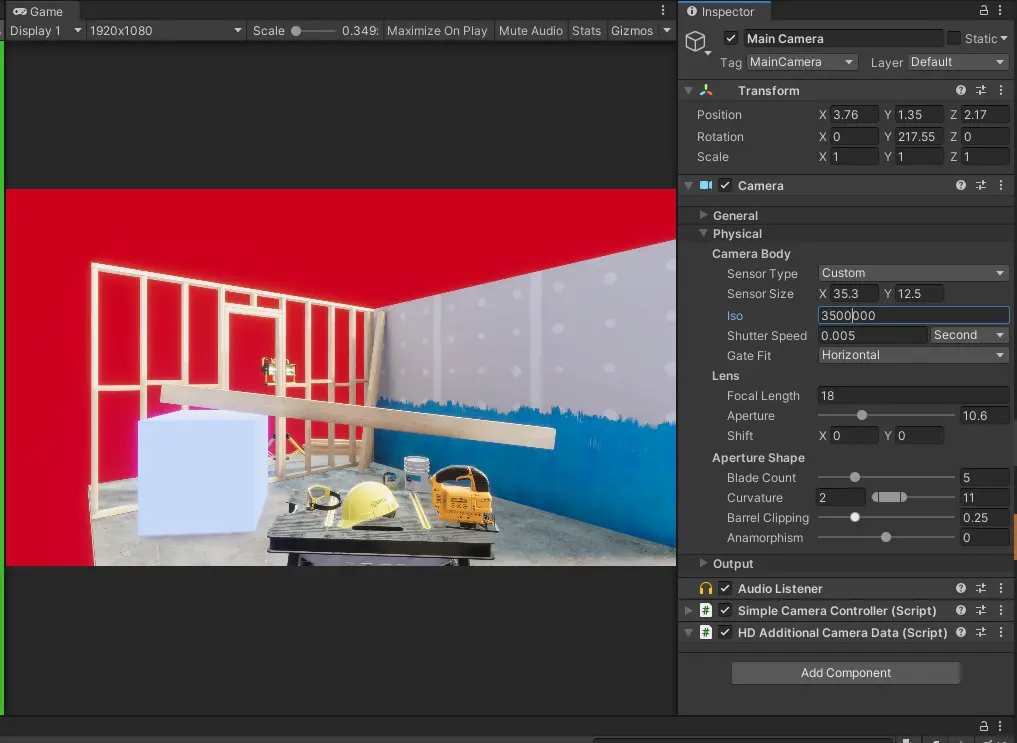 Game
Display 1 1920x1080 Scale 0.349: Maximize On Play Mute Audio Stats Gizmos
Inspector
Main Camera Static
Tag MainCamera Layer Default
Transform
Position X 3.76 Y 1.35 Z 2.17
Rotation X 0 Y 217.55 Z 0
Scale X 1 Y 1 Z 1
Camera
General
Physical
Camera Body
Sensor Type Custom
Sensor Size X 35.3 Y 12.5
Iso 3500000
Shutter Speed 0.005 Second
Gate Fit Horizontal
Lens
Focal Length 18
Aperture 10.6
Shift X 0 Y 0
Aperture Shape
Blade Count 5
Curvature 2 11
Barrel Clipping 0.25
Anamorphism 0
Output
Audio Listener
# Simple Camera Controller (Script)
# HD Additional Camera Data (Script)
Add Component